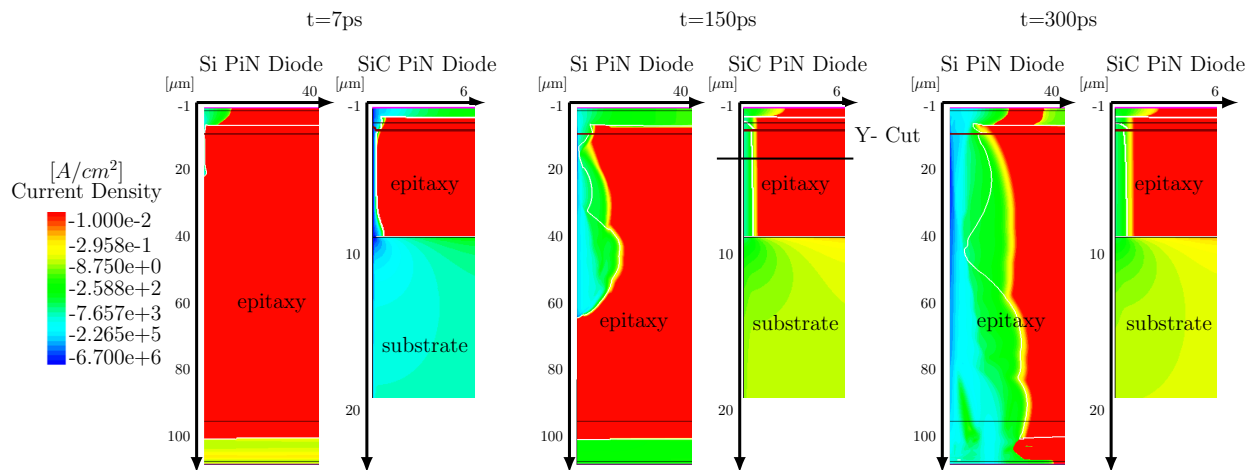 t=7ps
t=150ps
t=300ps
Si PiN Diode
SiC PiN Diode
Si PiN Diode
SiC PiN Diode
Si PiN Diode
SiC PiN Diode
[μm]
40
[μm]
6
[μm]
40
[μm]
6
[μm]
40
[μm]
6
-1
-1
-1
-1
-1
-1
Y- Cut
20
20
20
[A/cm²]
Current Density
-1.000e-2
-2.958e-1
-8.750e+0
-2.588e+2
-7.657e+3
-2.265e+5
-6.700e+6
epitaxy
epitaxy
epitaxy
40
10
40
10
40
10
epitaxy
60
60
60
epitaxy
substrate
epitaxy
substrate
substrate
80
80
80
20
20
20
100
100
100